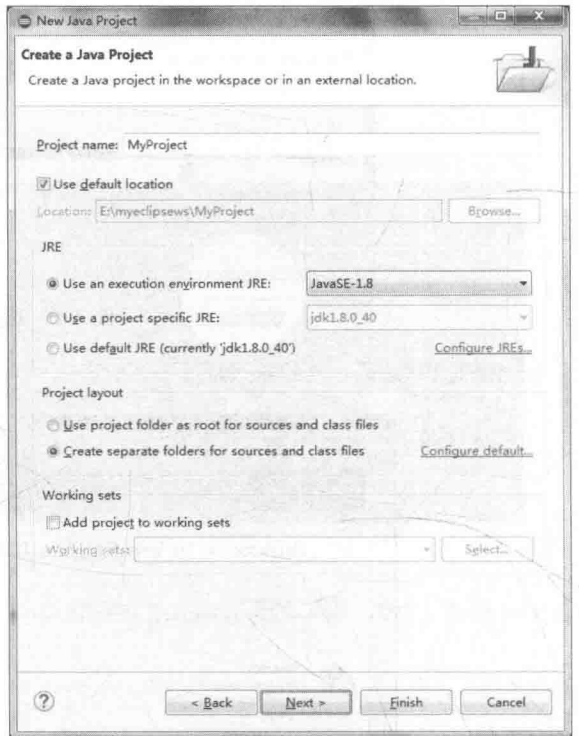 New Java Project
Create a Java Project
Create a Java project in the workspace or in an external location.
Project name: MyProject
Use default location
Location: E:\myeclipsews\MyProject Browse...
JRE
Use an execution environment JRE: JavaSE-1.8
Use a project specific JRE: jdk1.8.0_40
Use default JRE (currently 'jdk1.8.0_40') Configure JREs...
Project layout
Use project folder as root for sources and class files
Create separate folders for sources and class files Configure default...
Working sets
Add project to working sets
Working sets: Select...
? < Back Next > Finish Cancel